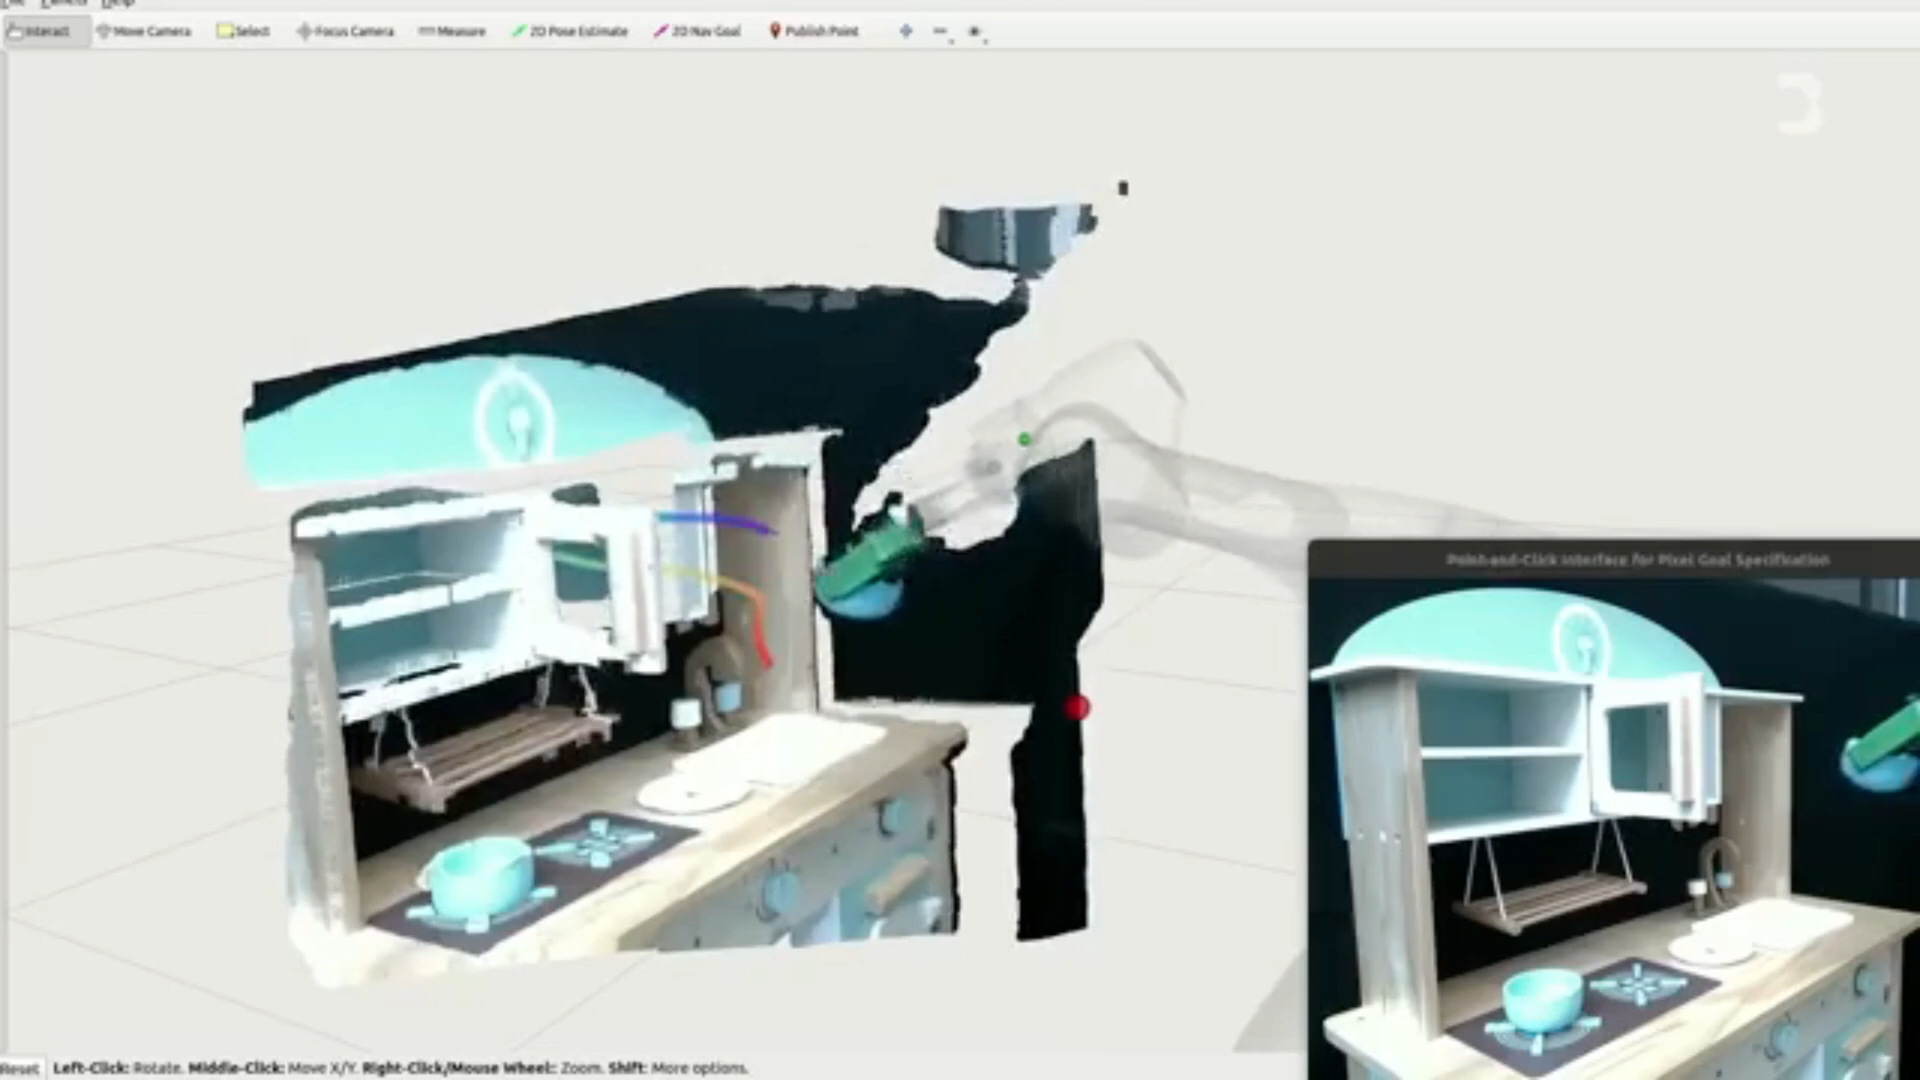 Interact Move Camera Select Focus Camera Measure 2D Pose Estimate 2D Nav Goal Publish Point
Point-and-Click Interface for Pixel Goal Specification
Reset Left-Click: Rotate. Middle-Click: Move X/Y. Right-Click/Mouse Wheel: Zoom. Shift: More options.